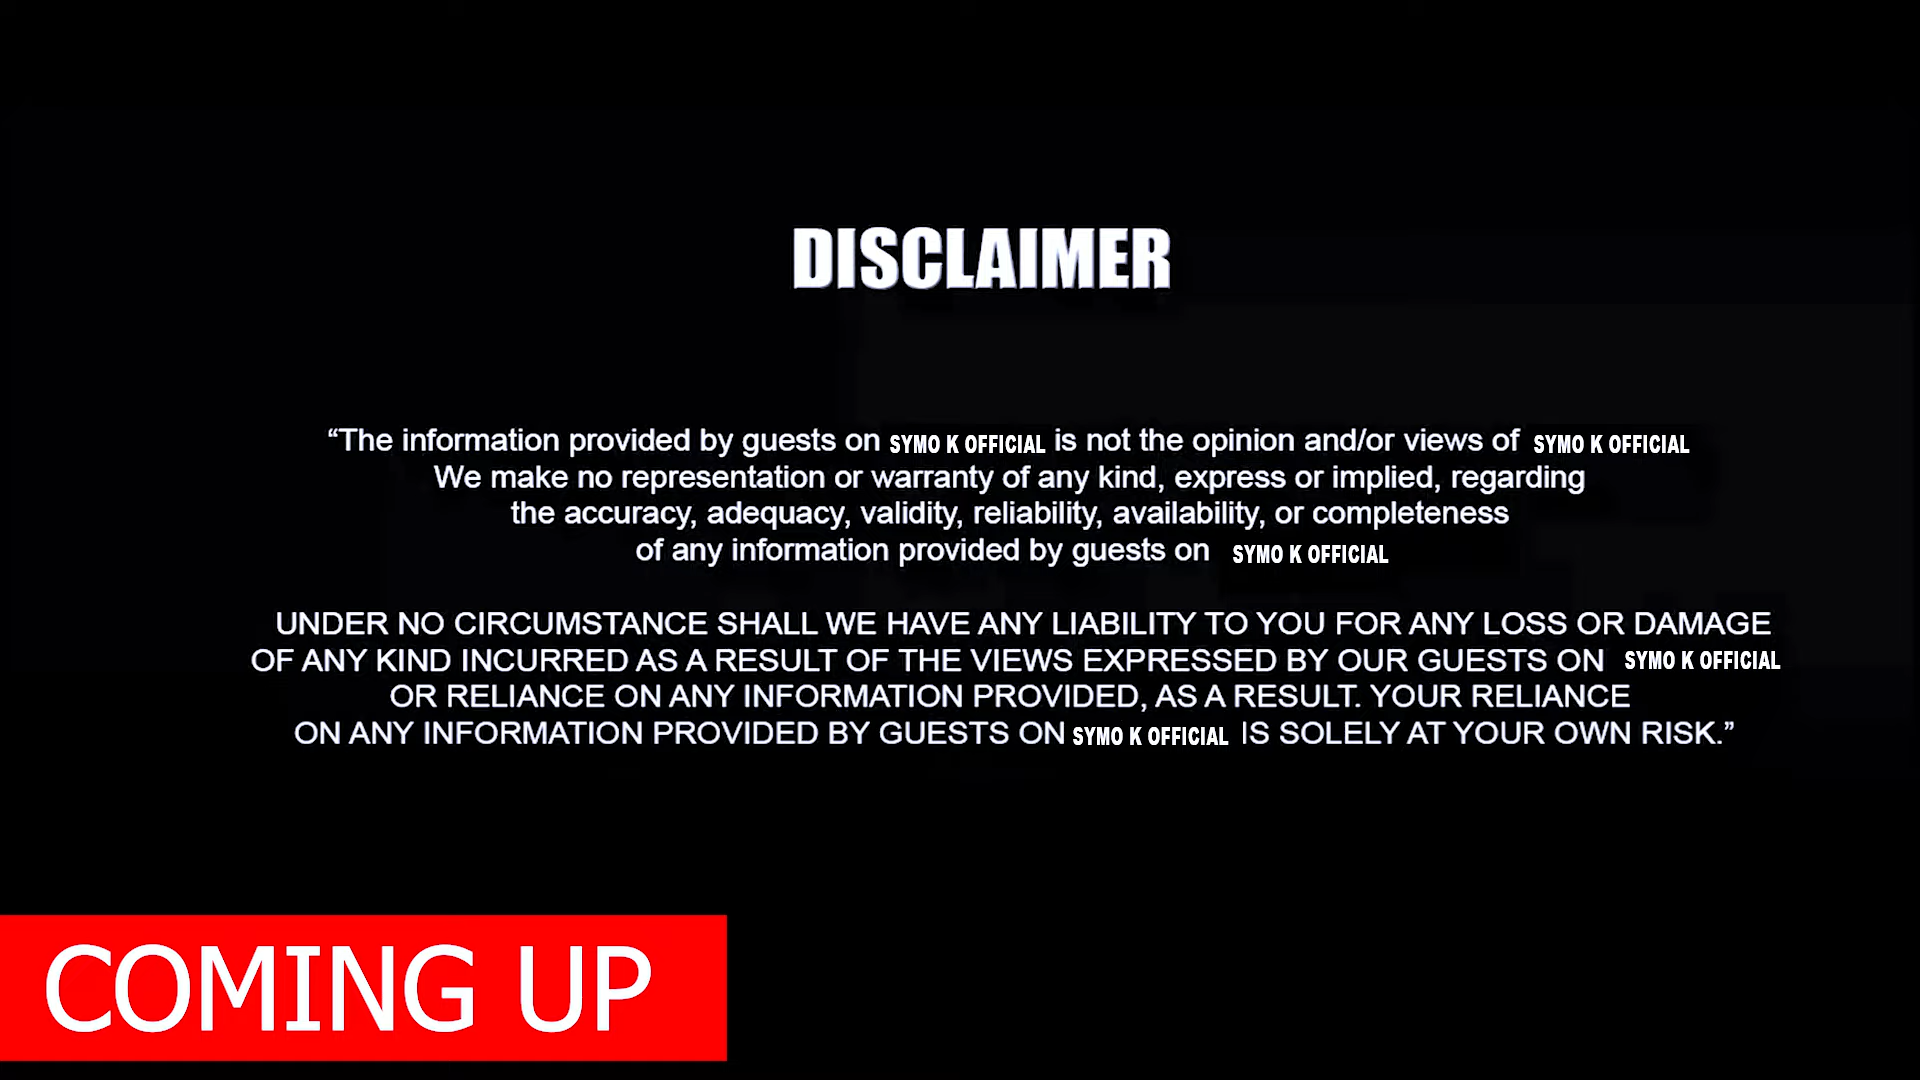 DISCLAIMER
“The information provided by guests on SYMO K OFFICIAL is not the opinion and/or views of SYMO K OFFICIAL
We make no representation or warranty of any kind, express or implied, regarding
the accuracy, adequacy, validity, reliability, availability, or completeness
of any information provided by guests on SYMO K OFFICIAL
UNDER NO CIRCUMSTANCE SHALL WE HAVE ANY LIABILITY TO YOU FOR ANY LOSS OR DAMAGE
OF ANY KIND INCURRED AS A RESULT OF THE VIEWS EXPRESSED BY OUR GUESTS ON SYMO K OFFICIAL
OR RELIANCE ON ANY INFORMATION PROVIDED, AS A RESULT. YOUR RELIANCE
ON ANY INFORMATION PROVIDED BY GUESTS ON SYMO K OFFICIAL IS SOLELY AT YOUR OWN RISK.”
COMING UP